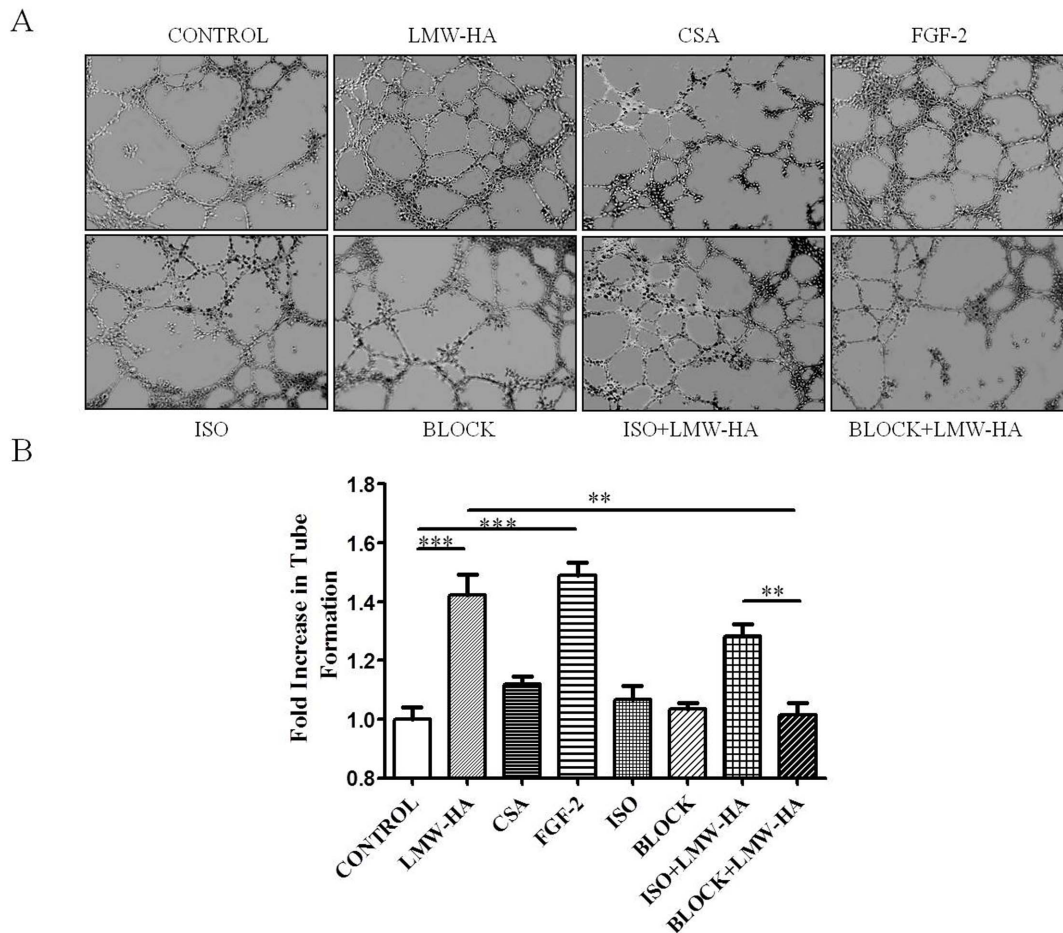 A
CONTROL LMW-HA CSA FGF-2
ISO BLOCK ISO+LMW-HA BLOCK+LMW-HA
B
Fold Increase in Tube
Formation
1.8
1.6
1.4
1.2
1.0
0.8
**
***
***
**
CONTROL
LMW-HA
CSA
FGF-2
ISO
BLOCK
ISO+LMW-HA
BLOCK+LMW-HA